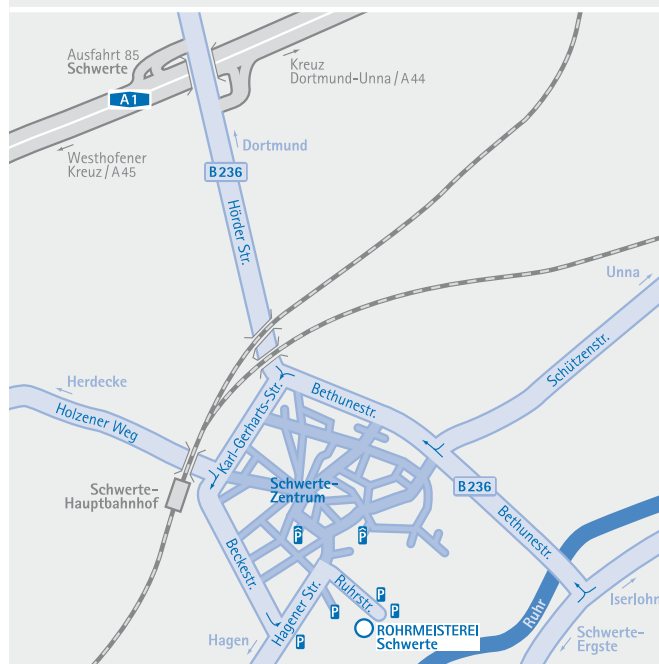 Ausfahrt 85
Schwerte
Kreuz
Dortmund-Unna / A44
A1
Westhofener
Kreuz / A45
Dortmund
B236
Hörder Str.
Unna
Schützenstr.
Herdecke
Holzener Weg
Karl-Gerharts-Str.
Bethunestr.
Schwerte-
Zentrum
B236
Schwerte-
Hauptbahnhof
Bethunestr.
Beckestr.
P
P
Iserlohn
Ruhr
Hagener Str.
Ruhrstr.
P
P
P
P
Hagen
ROHRMEISTEREI
Schwerte
Schwerte-
Ergste